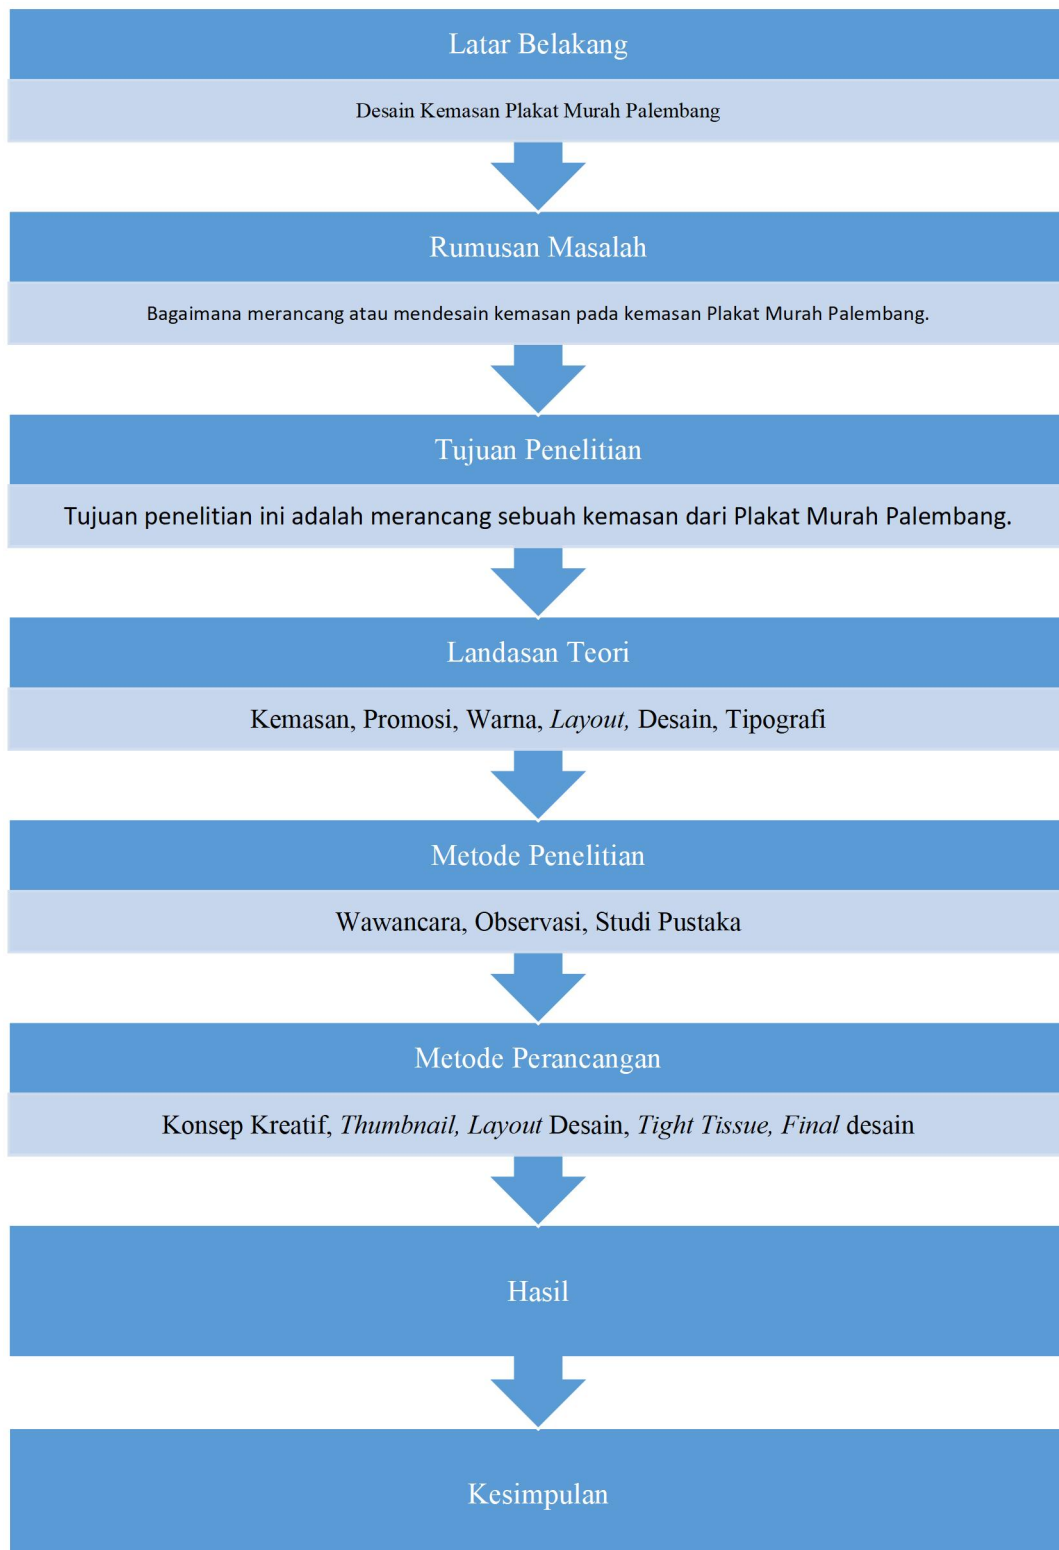 Latar Belakang
Desain Kemasan Plakat Murah Palembang
Rumusan Masalah
Bagaimana merancang atau mendesain kemasan pada kemasan Plakat Murah Palembang.
Tujuan Penelitian
Tujuan penelitian ini adalah merancang sebuah kemasan dari Plakat Murah Palembang.
Landasan Teori
Kemasan, Promosi, Warna, Layout, Desain, Tipografi
Metode Penelitian
Wawancara, Observasi, Studi Pustaka
Metode Perancangan
Konsep Kreatif, Thumbnail, Layout Desain, Tight Tissue, Final desain
Hasil
Kesimpulan